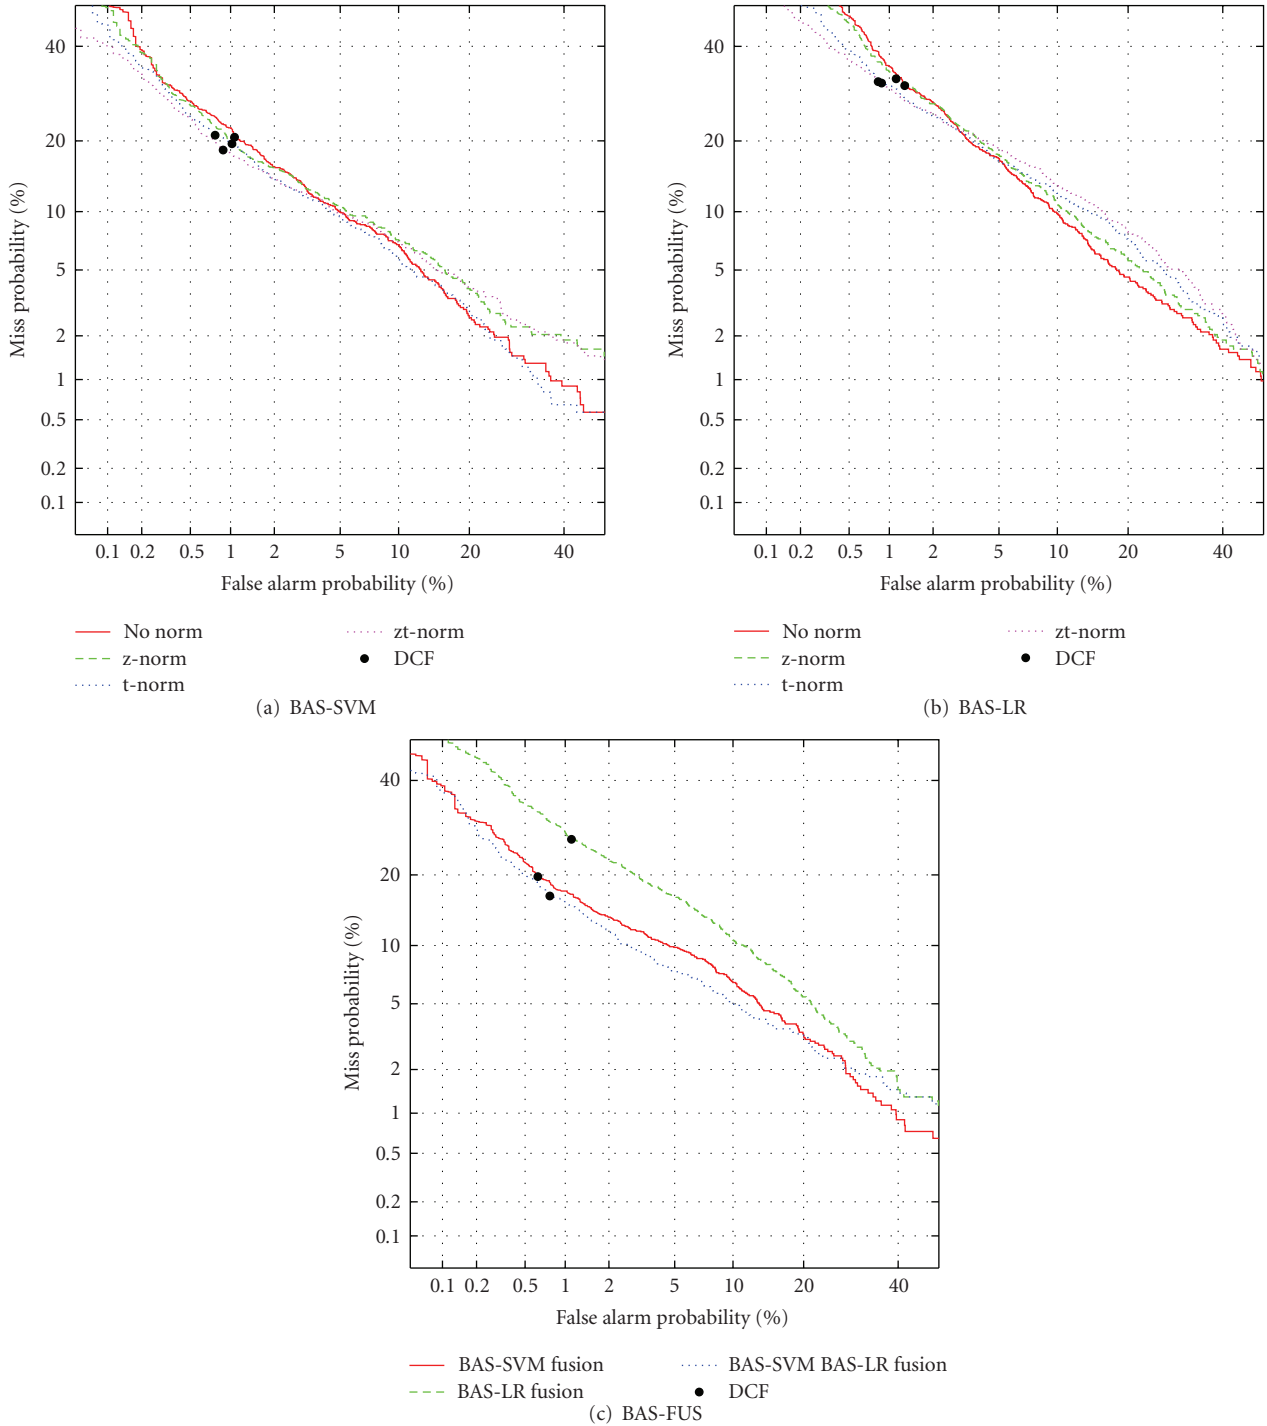 40
20
10
5
2
1
0.5
0.2
0.1
Miss probability (%)
0.1 0.2 0.5 1 2 5 10 20 40
False alarm probability (%)
No norm
z-norm
t-norm
zt-norm
DCF
(a) BAS-SVM
40
20
10
5
2
1
0.5
0.2
0.1
Miss probability (%)
0.1 0.2 0.5 1 2 5 10 20 40
False alarm probability (%)
No norm
z-norm
t-norm
zt-norm
DCF
(b) BAS-LR
40
20
10
5
2
1
0.5
0.2
0.1
Miss probability (%)
0.1 0.2 0.5 1 2 5 10 20 40
False alarm probability (%)
BAS-SVM fusion
BAS-LR fusion
BAS-SVM BAS-LR fusion
DCF
(c) BAS-FUS